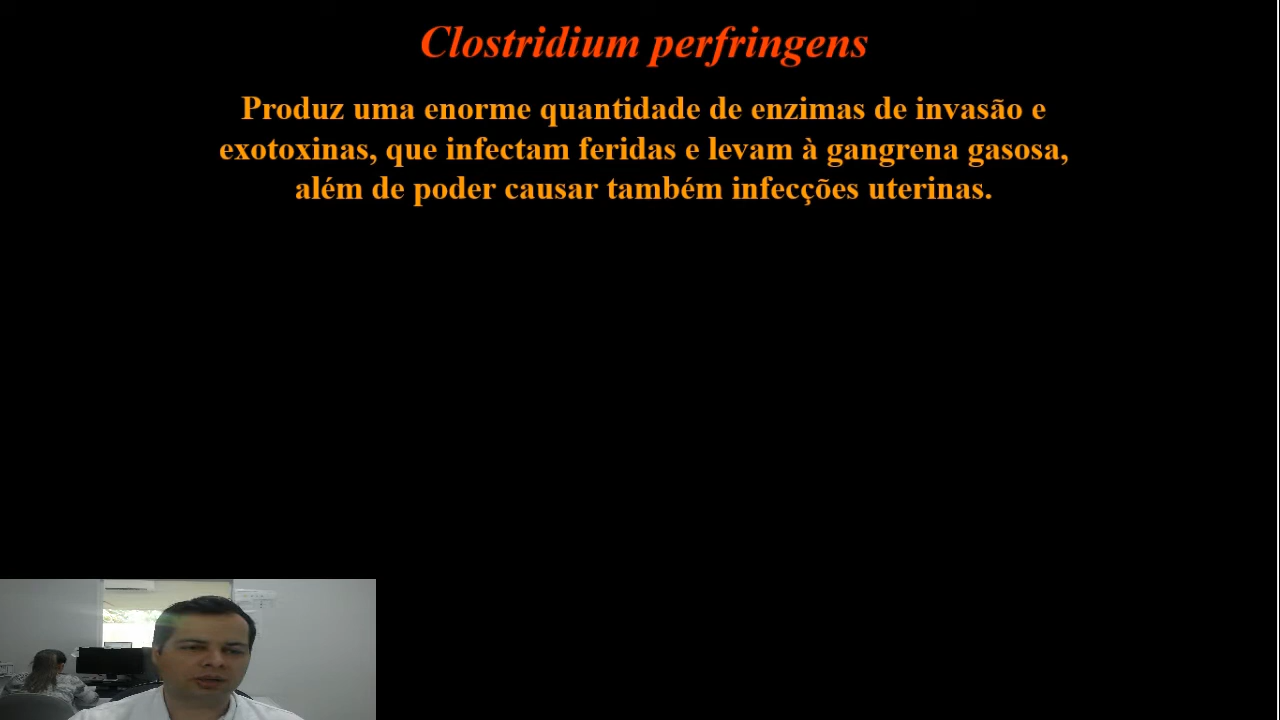 Clostridium perfringens
Produz uma enorme quantidade de enzimas de invasão e
exotoxinas, que infectam feridas e levam à gangrena gasosa,
além de poder causar também infecções uterinas.